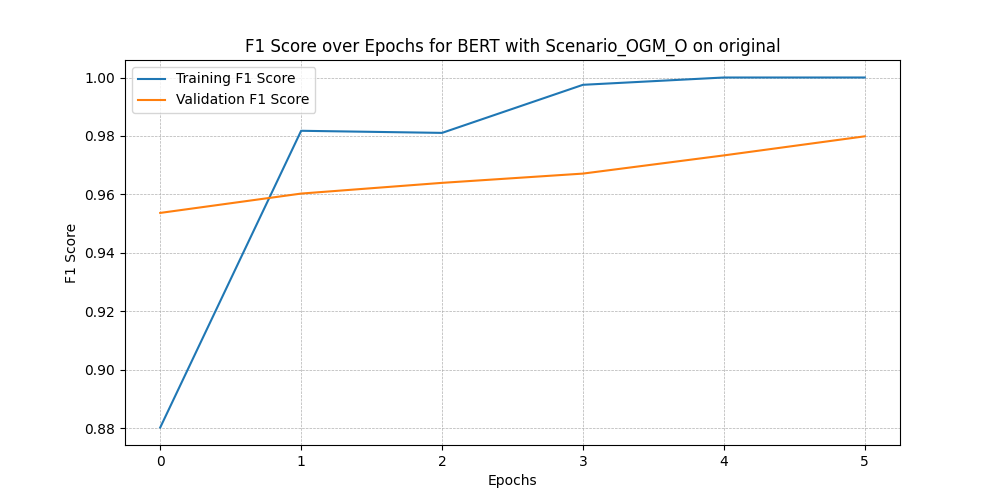 F1 Score over Epochs for BERT with Scenario_OGM_O on original
Training F1 Score
Validation F1 Score
F1 Score
1.00
0.98
0.96
0.94
0.92
0.90
0.88
0 1 2 3 4 5
Epochs